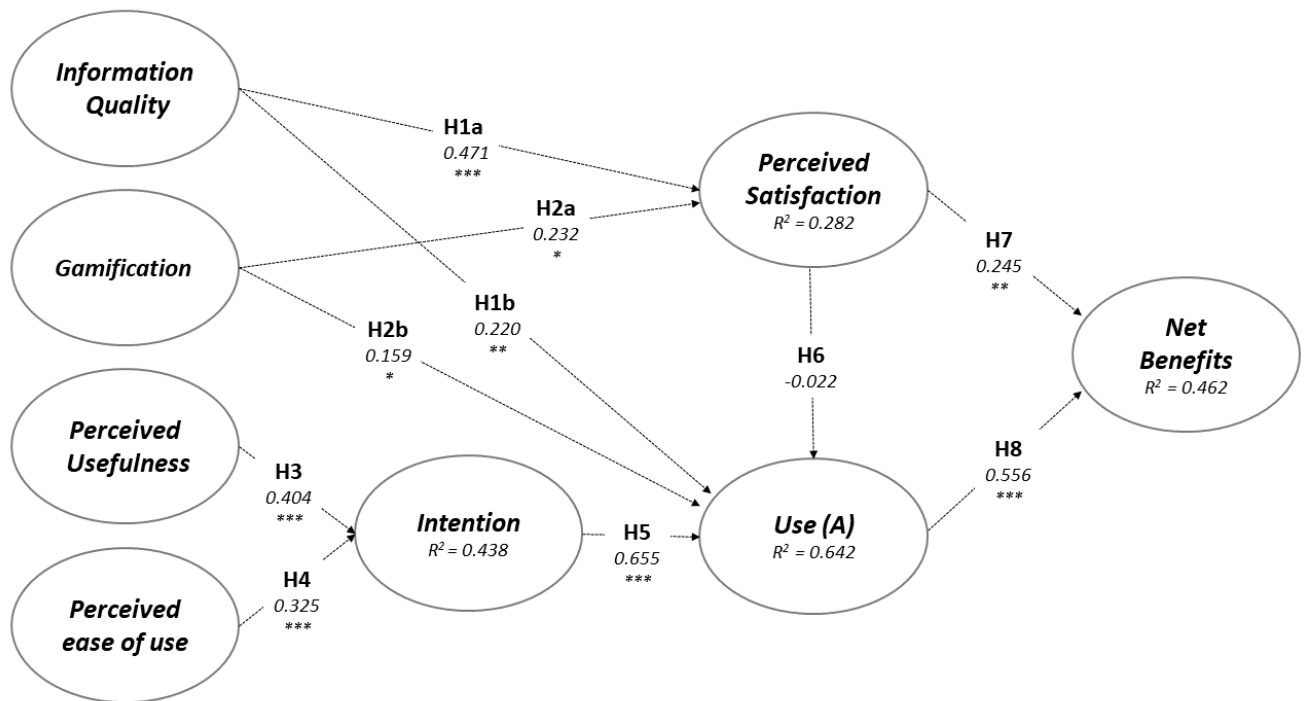 Information
Quality
Gamification
Perceived
Usefulness
Perceived
ease of use
H1a
0.471
***
H2a
0.232
*
H1b
0.220
**
H2b
0.159
*
H3
0.404
***
H4
0.325
***
Intention
R² = 0.438
H5
0.655
***
Perceived
Satisfaction
R² = 0.282
H6
-0.022
Use (A)
R² = 0.642
H7
0.245
**
H8
0.556
***
Net
Benefits
R² = 0.462